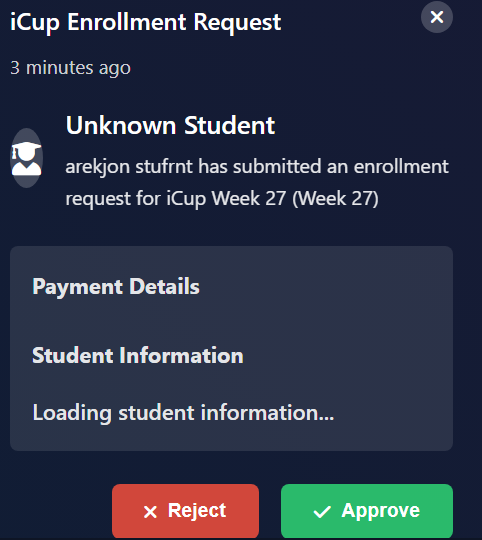 iCup Enrollment Request
3 minutes ago
Unknown Student
arekjon stufrnt has submitted an enrollment
request for iCup Week 27 (Week 27)
Payment Details
Student Information
Loading student information...
Reject
Approve